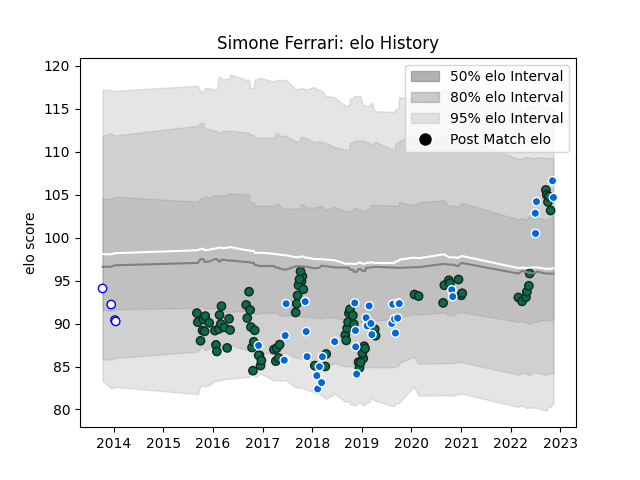 Simone Ferrari: elo History
120
115
110
105
100
95
90
85
80
elo score
50% elo Interval
80% elo Interval
95% elo Interval
Post Match elo
2014 2015 2016 2017 2018 2019 2020 2021 2022 2023